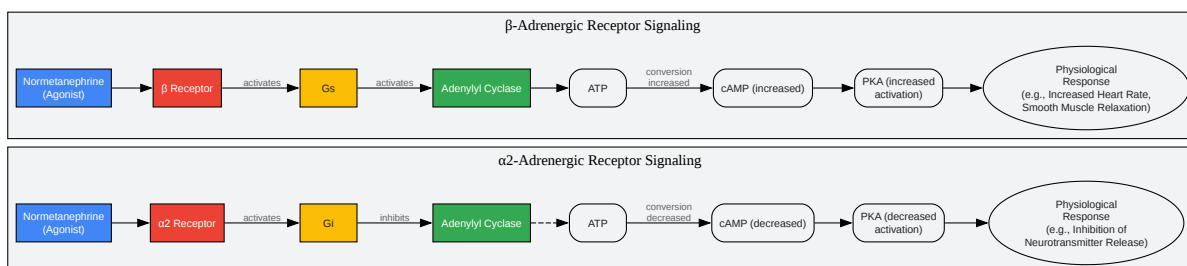 β-Adrenergic Receptor Signaling
Normetanephrine
(Agonist)
β Receptor
activates
Gs
activates
Adenylyl Cyclase
ATP
conversion
increased
cAMP (increased)
PKA (increased
activation)
Physiological
Response
(e.g., Increased Heart Rate,
Smooth Muscle Relaxation)
α2-Adrenergic Receptor Signaling
Normetanephrine
(Agonist)
α2 Receptor
activates
Gi
inhibits
Adenylyl Cyclase
ATP
conversion
decreased
cAMP (decreased)
PKA (decreased
activation)
Physiological
Response
(e.g., Inhibition of
Neurotransmitter Release)